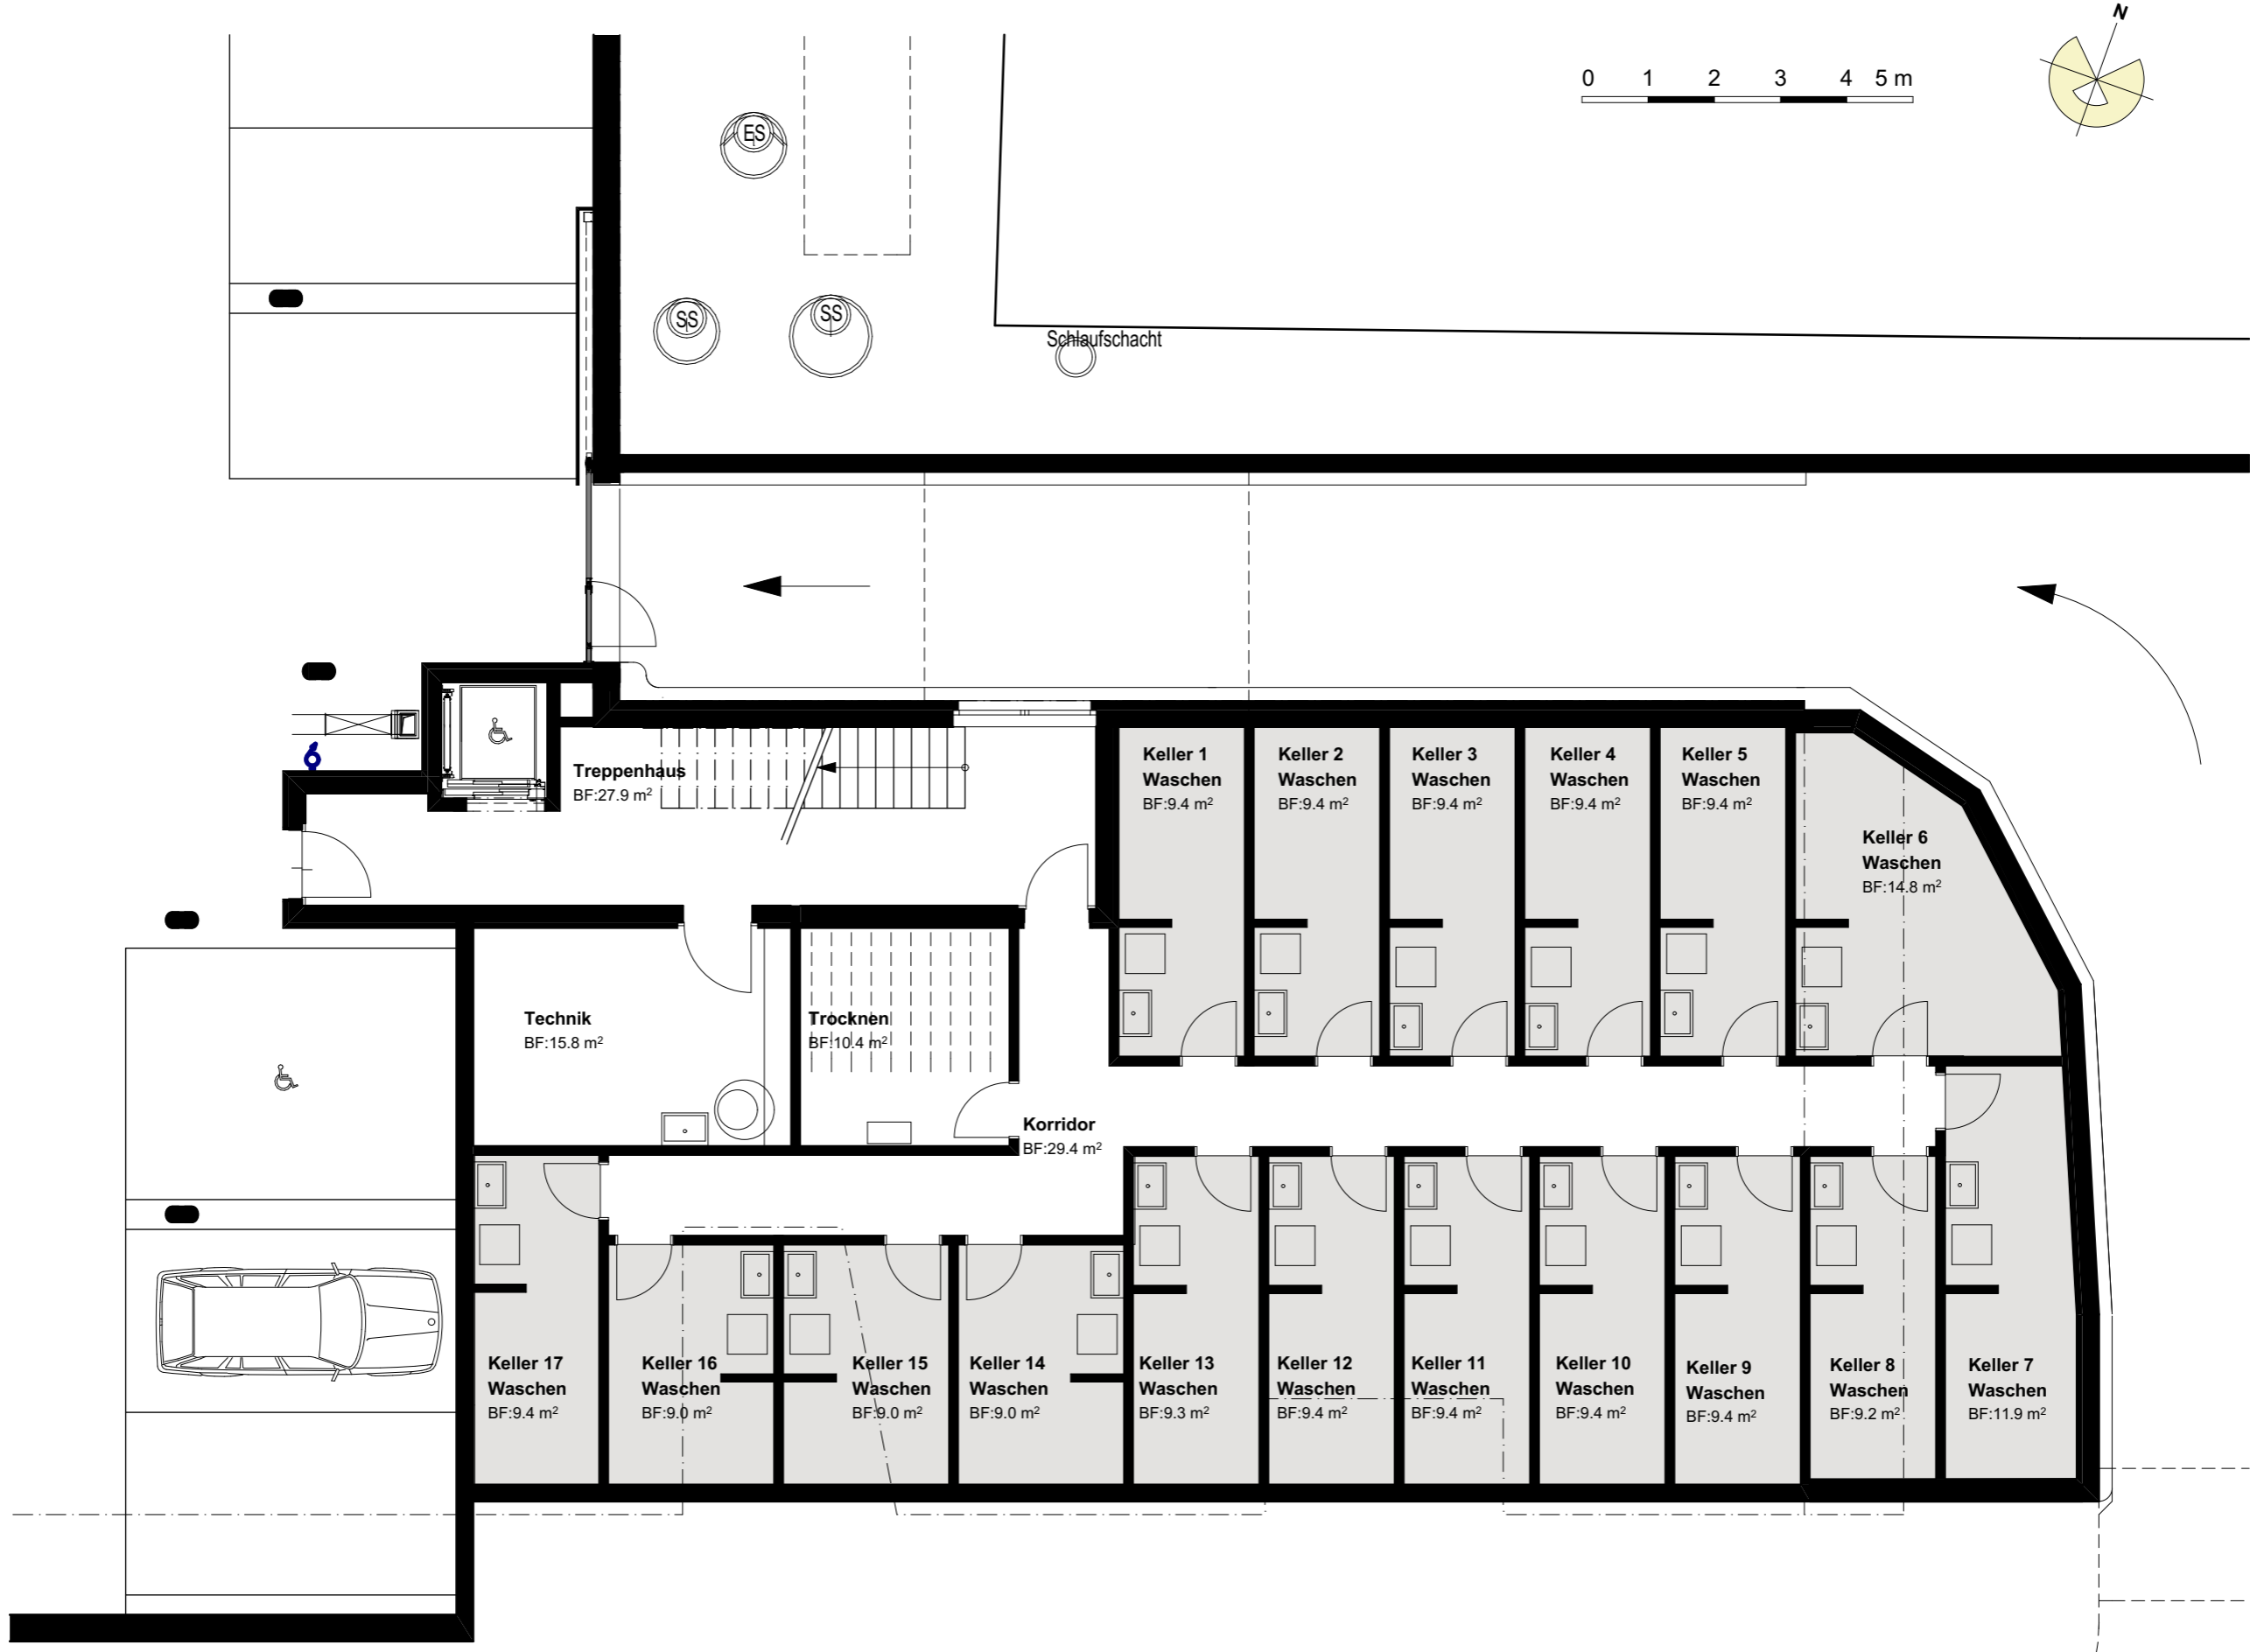 N
0 1 2 3 4 5 m
ES
SS
SS
Schlaufschacht
Treppenhaus
BF:27.9 m²
Keller 1
Waschen
BF:9.4 m²
Keller 2
Waschen
BF:9.4 m²
Keller 3
Waschen
BF:9.4 m²
Keller 4
Waschen
BF:9.4 m²
Keller 5
Waschen
BF:9.4 m²
Keller 6
Waschen
BF:14.8 m²
Technik
BF:15.8 m²
Trocknen
BF:10.4 m²
Korridor
BF:29.4 m²
Keller 17
Waschen
BF:9.4 m²
Keller 16
Waschen
BF:9.0 m²
Keller 15
Waschen
BF:9.0 m²
Keller 14
Waschen
BF:9.0 m²
Keller 13
Waschen
BF:9.3 m²
Keller 12
Waschen
BF:9.4 m²
Keller 11
Waschen
BF:9.4 m²
Keller 10
Waschen
BF:9.4 m²
Keller 9
Waschen
BF:9.4 m²
Keller 8
Waschen
BF:9.2 m²
Keller 7
Waschen
BF:11.9 m²